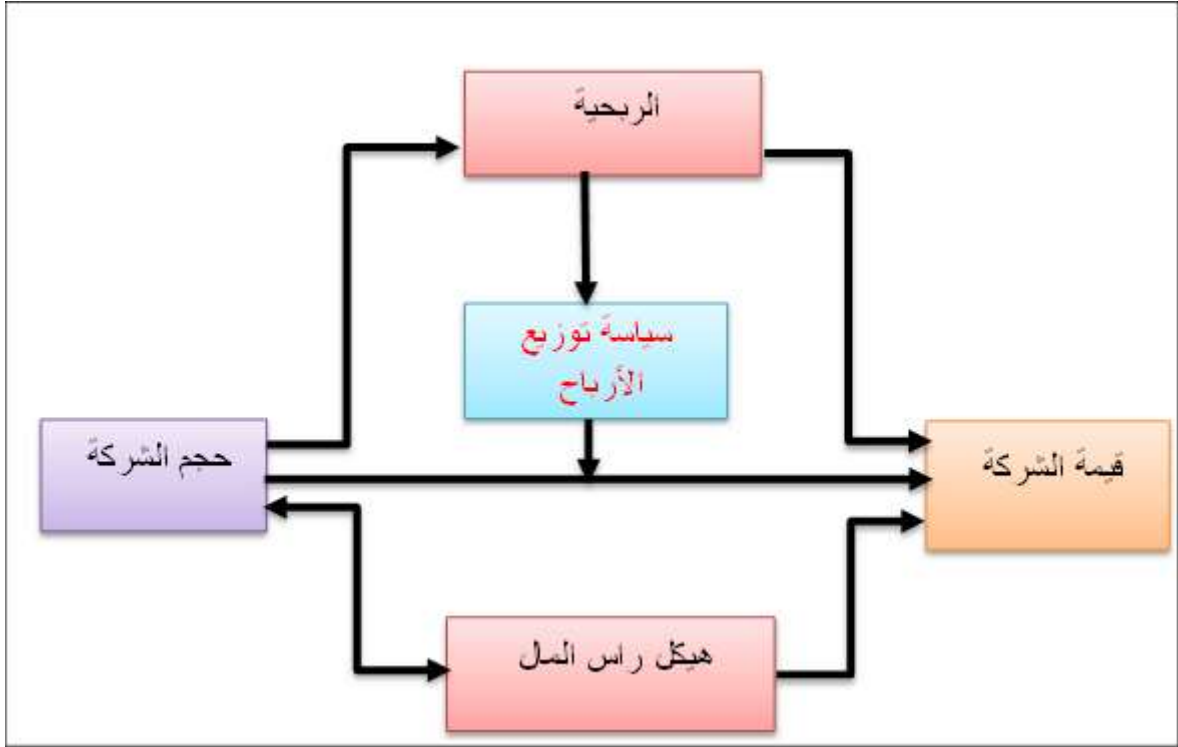 الربحية
سياسة توزيع
الأرباح
حجم الشركة
قيمة الشركة
هيكل راس المال